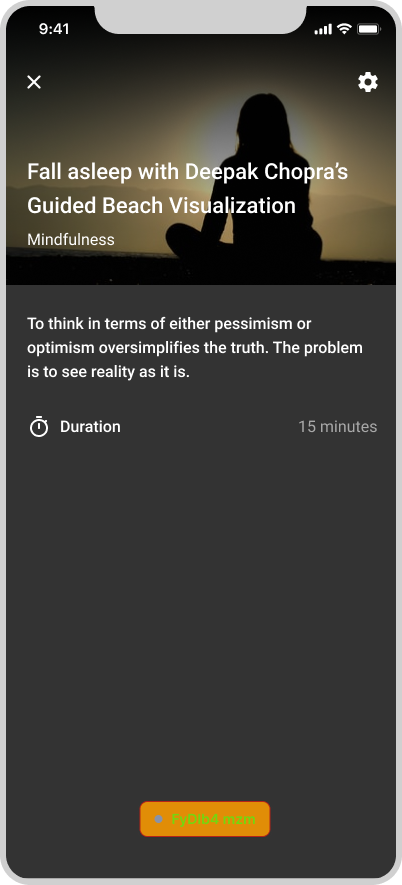 9:41
Fall asleep with Deepak Chopra’s
Guided Beach Visualization
Mindfulness
To think in terms of either pessimism or
optimism oversimplifies the truth. The problem
is to see reality as it is.
Duration 15 minutes
FyDlb4 mzm